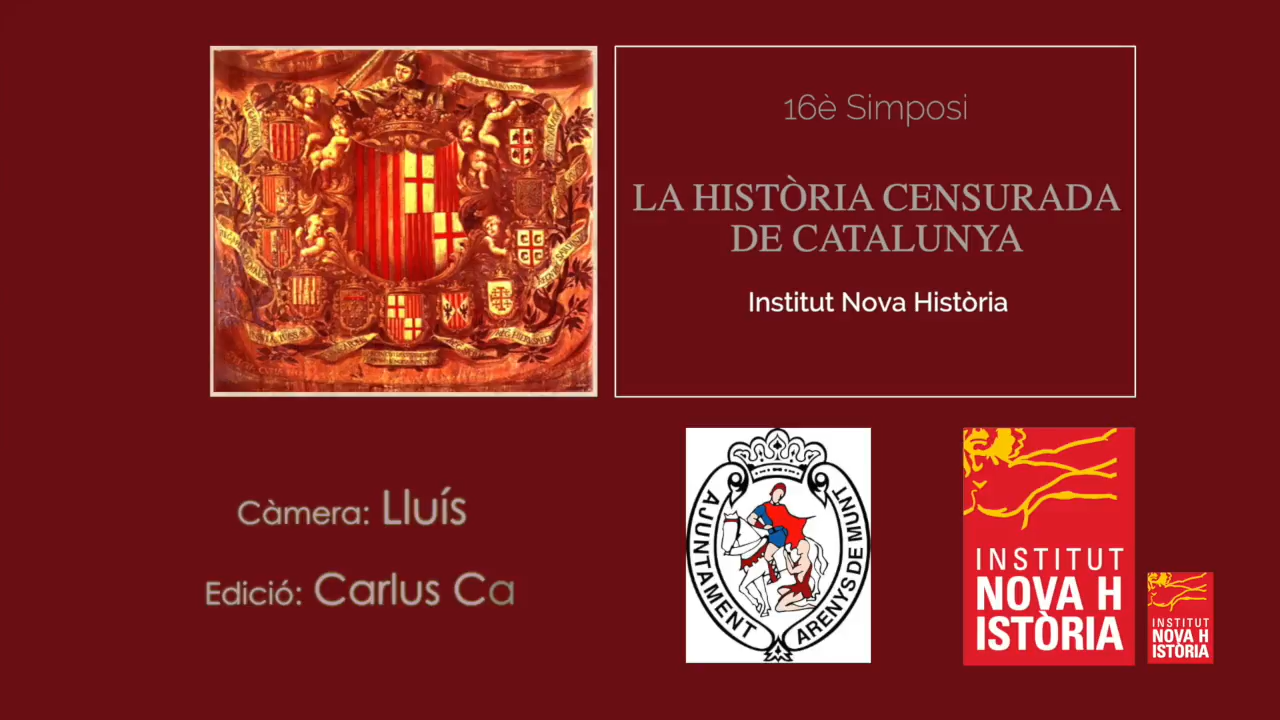 16è Simposi
LA HISTÒRIA CENSURADA
DE CATALUNYA
Institut Nova Història
Càmera: Lluís
Edició: Carlus Ca
AJUNTAMENT
ARENYS DE MUNT
INSTITUT
NOVA H
ISTÒRIA
INSTITUT
NOVA H
ISTÒRIA